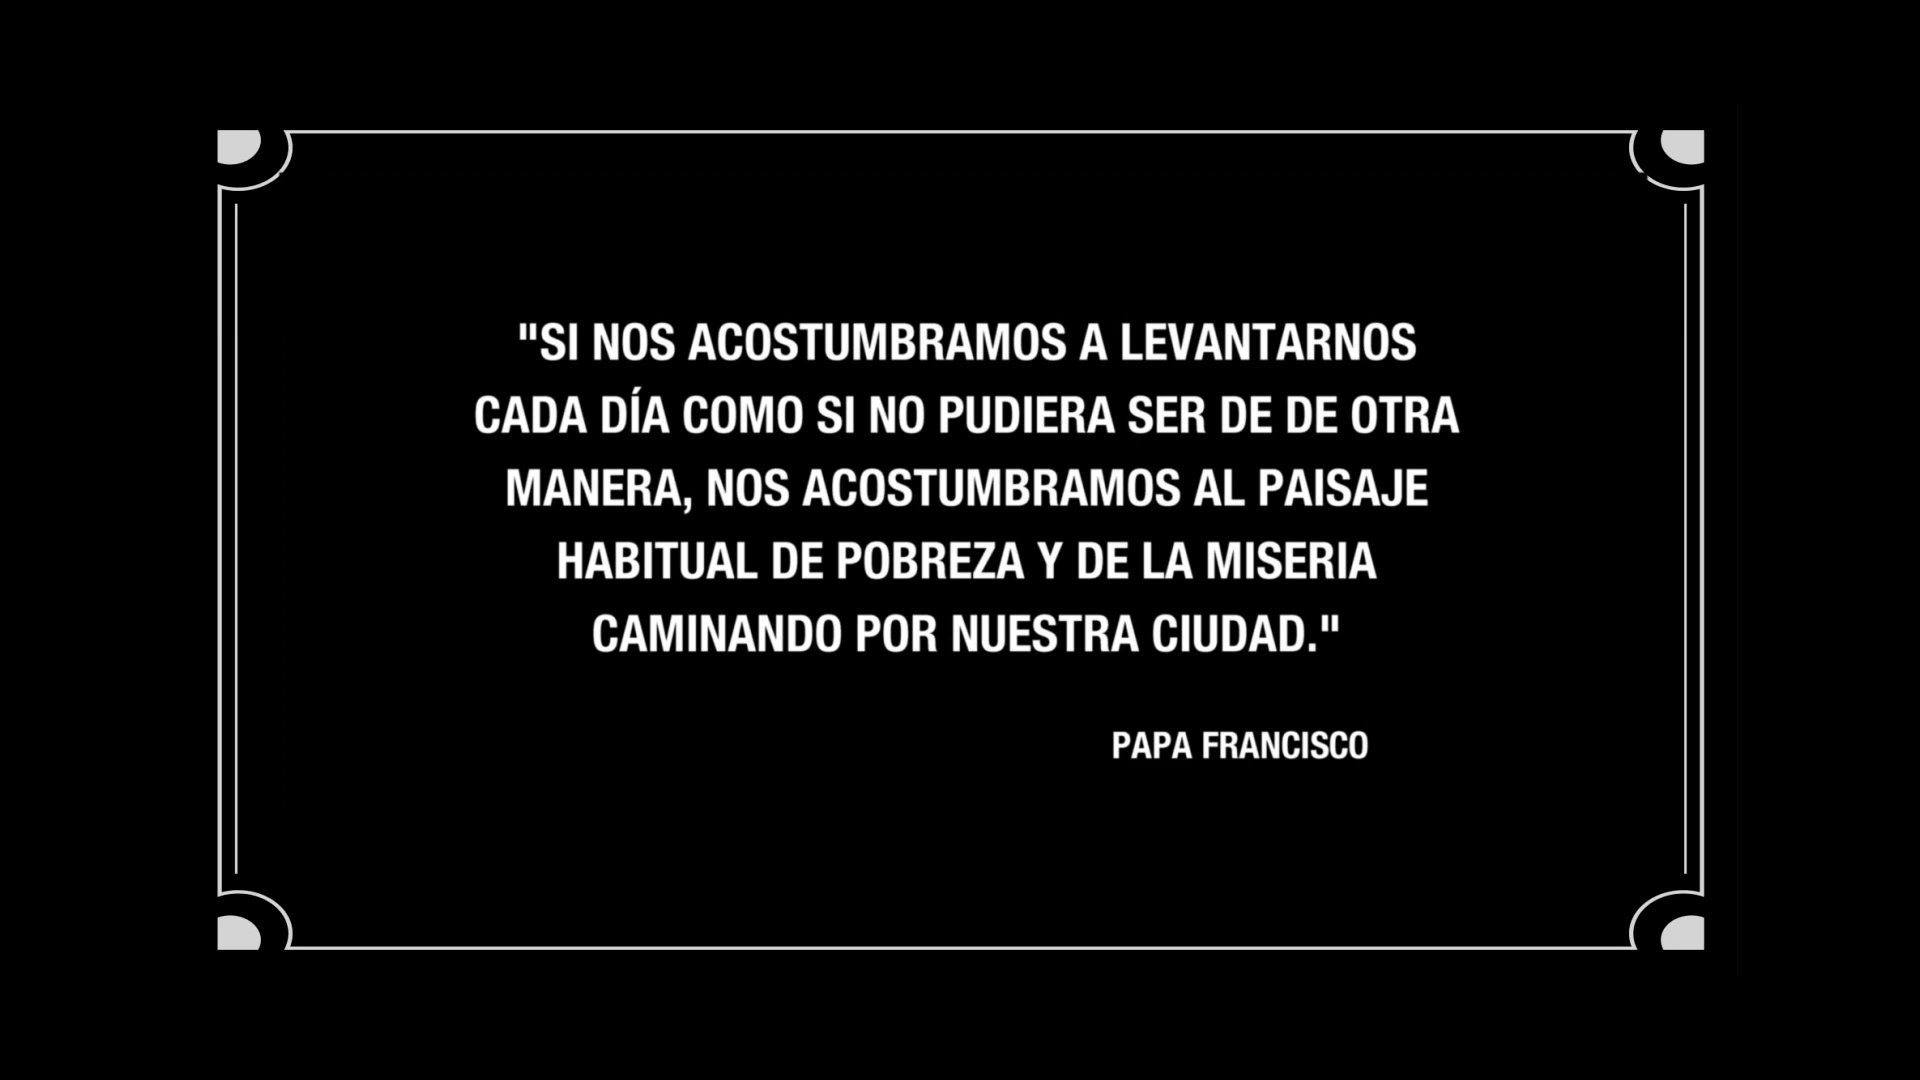 "SI NOS ACOSTUMBRAMOS A LEVANTARNOS
CADA DÍA COMO SI NO PUDIERA SER DE DE OTRA
MANERA, NOS ACOSTUMBRAMOS AL PAISAJE
HABITUAL DE POBREZA Y DE LA MISERIA
CAMINANDO POR NUESTRA CIUDAD."
PAPA FRANCISCO